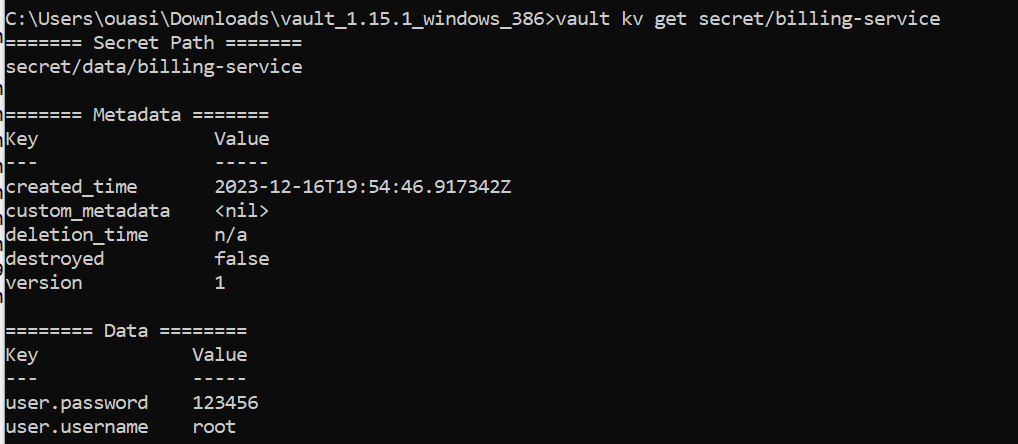 C:\Users\ouasi\Downloads\vault_1.15.1_windows_386>vault kv get secret/billing-service
======= Secret Path =======
secret/data/billing-service
======= Metadata =======
Key                Value
---                -----
created_time       2023-12-16T19:54:46.917342Z
custom_metadata    <nil>
deletion_time      n/a
destroyed          false
version            1
======== Data ========
Key              Value
---              -----
user.password    123456
user.username    root